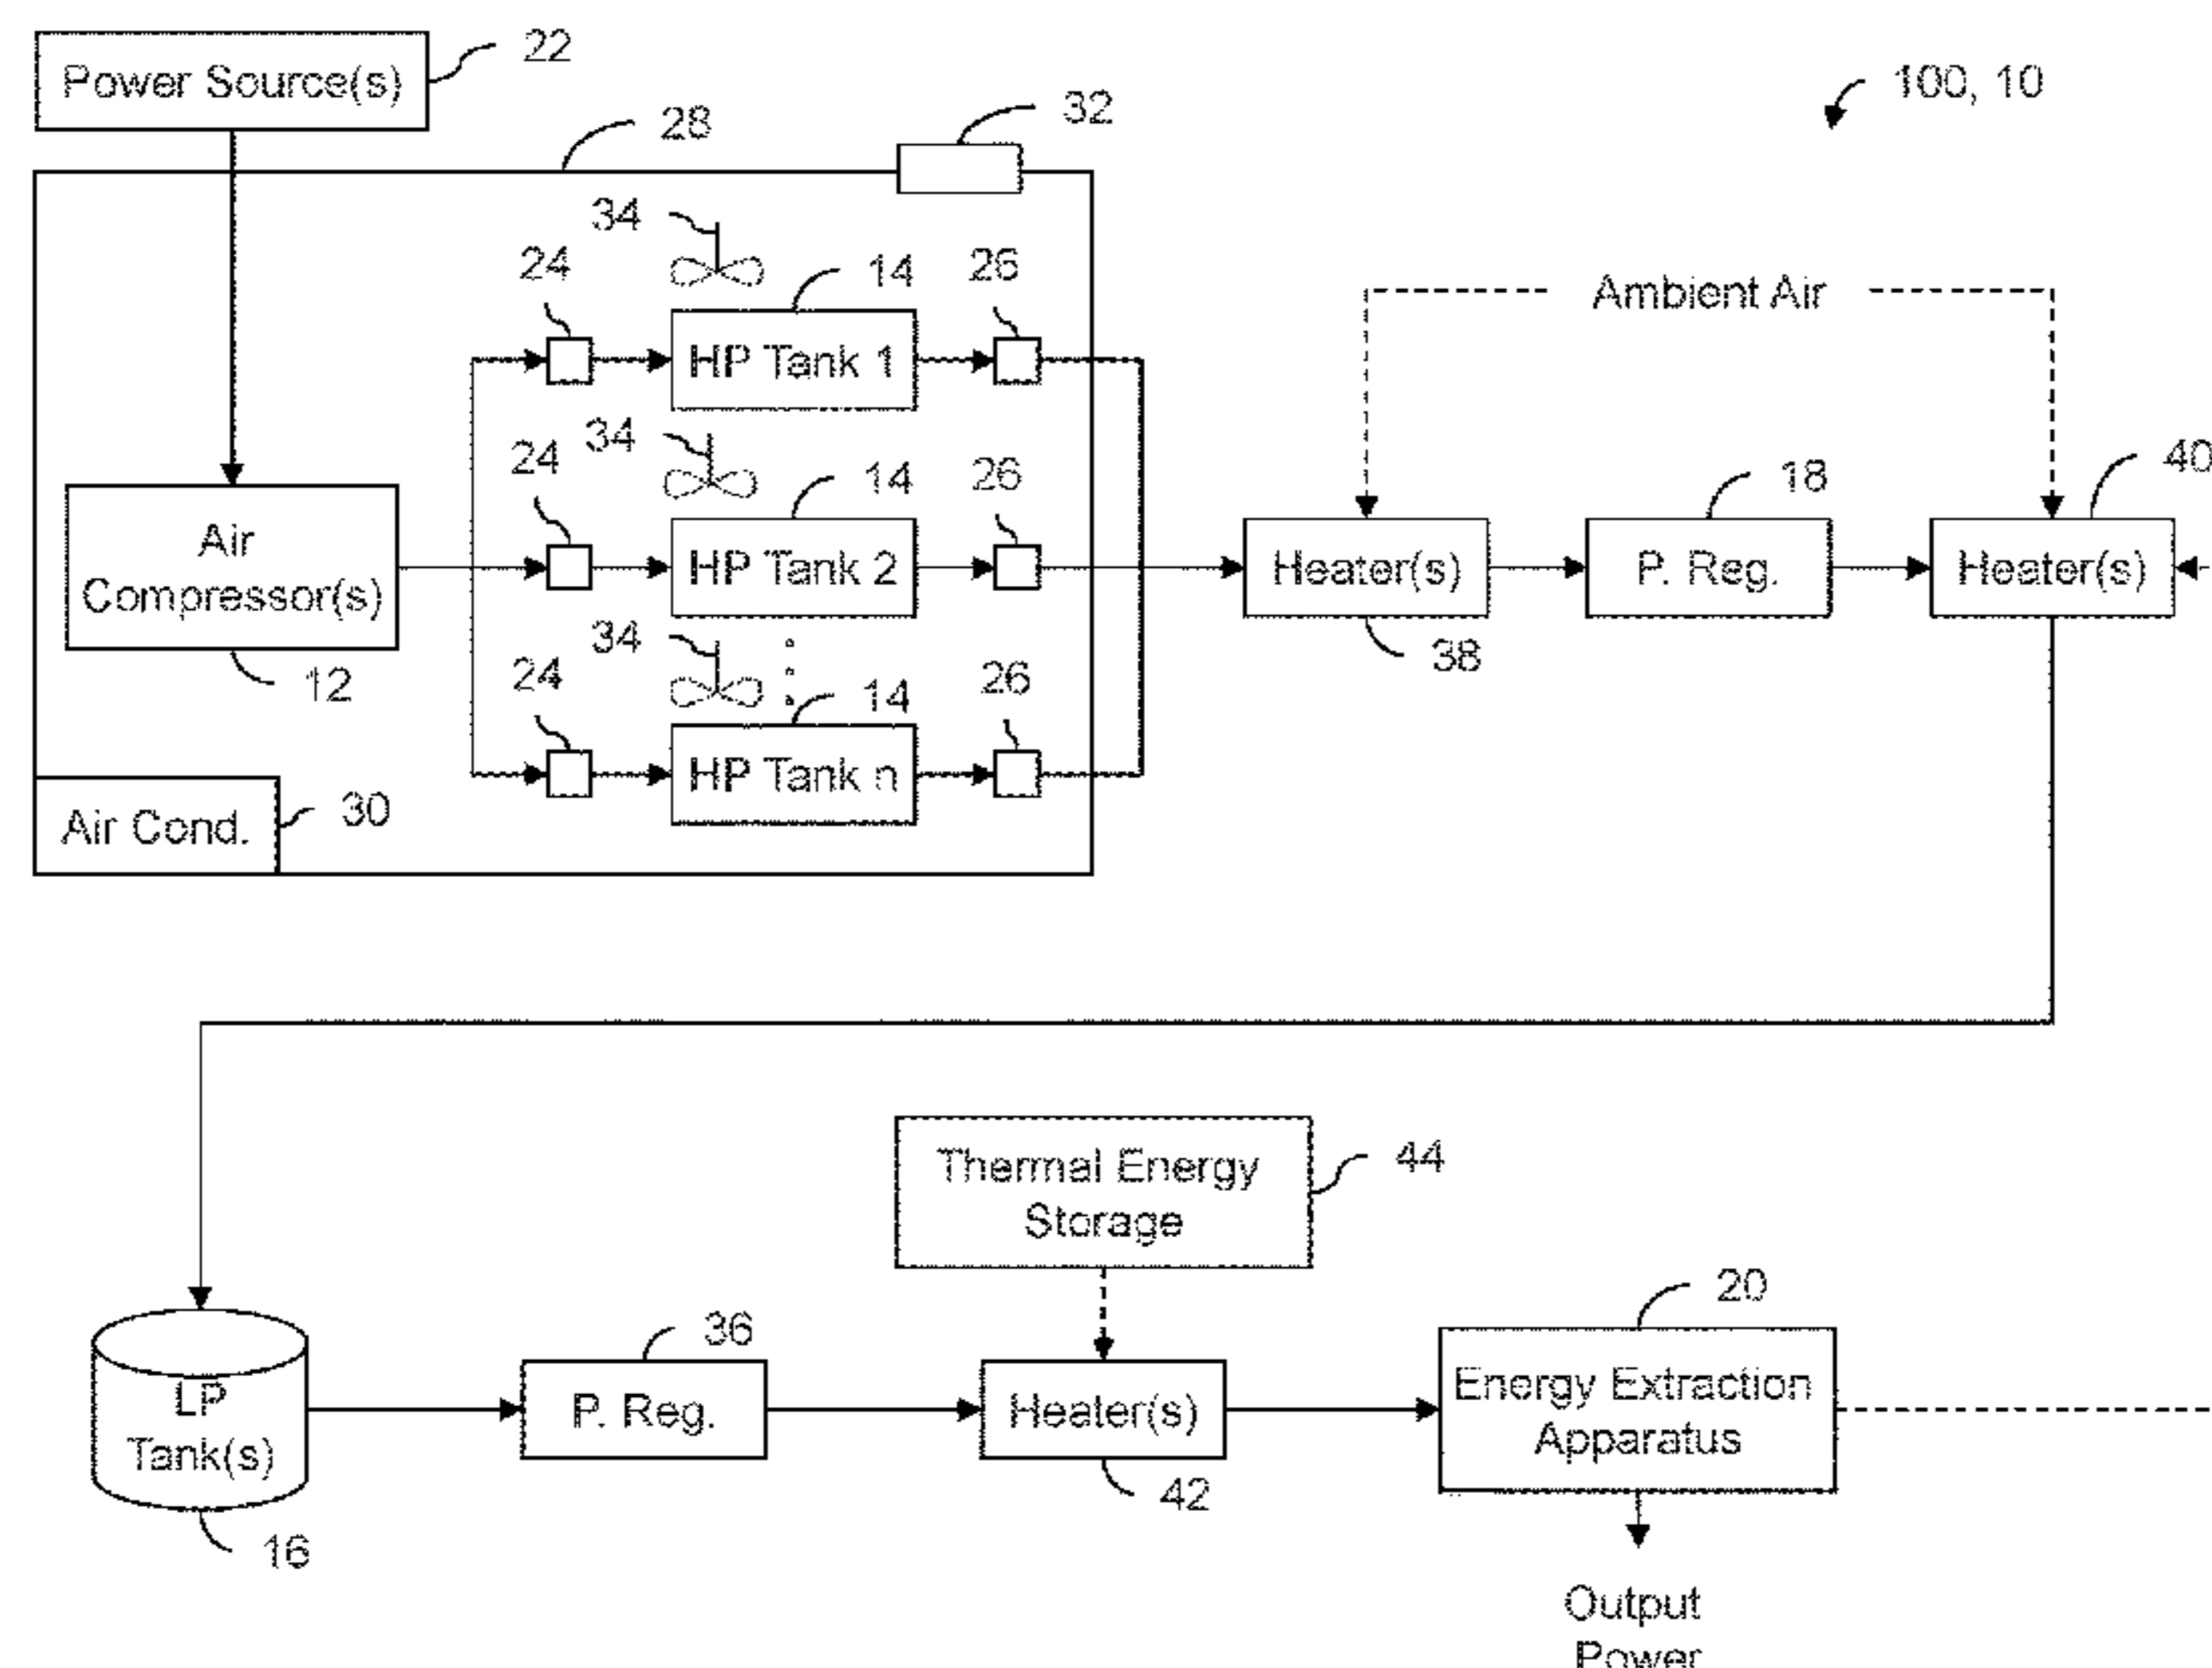 Power Source(s)
22
100, 10
28
32
34
24
14
26
HP Tank 1
Ambient Air
34
24
14
26
18
40
Air
Compressor(s)
HP Tank 2
Heater(s)
P. Reg.
Heater(s)
38
12
34
24
14
26
HP Tank n
Air Cond.
30
Thermal Energy
Storage
44
20
36
LP
Tank(s)
P. Reg.
Heater(s)
Energy Extraction
Apparatus
42
16
Output
Power